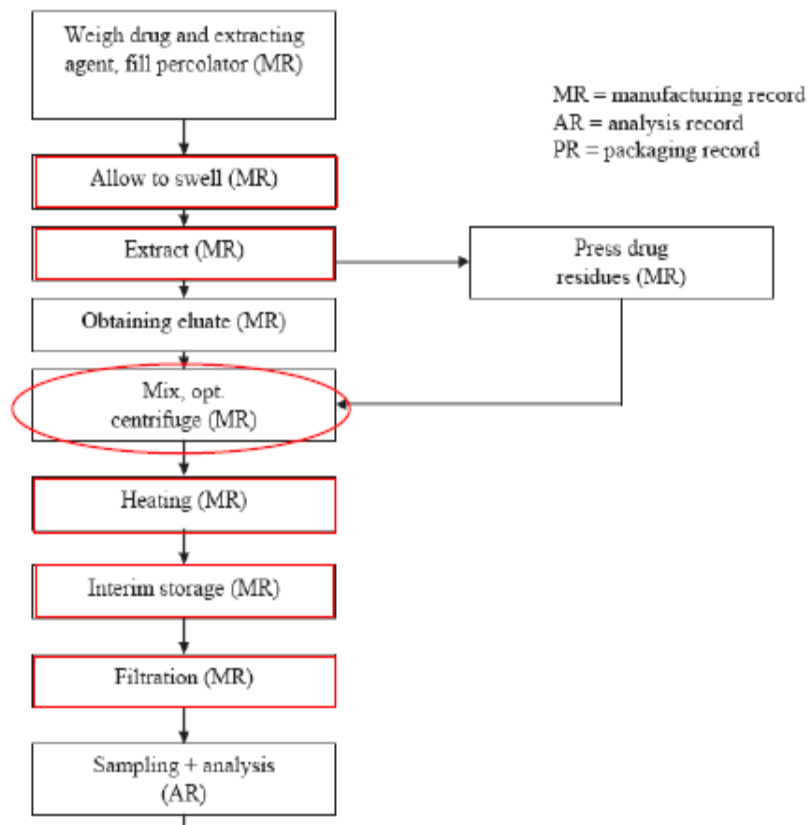 Weigh drug and extracting
agent, fill percolator (MR)
MR = manufacturing record
AR = analysis record
PR = packaging record
Allow to swell (MR)
Extract (MR)
Press drug
residues (MR)
Obtaining eluate (MR)
Mix, opt.
centrifuge (MR)
Heating (MR)
Interim storage (MR)
Filtration (MR)
Sampling + analysis
(AR)